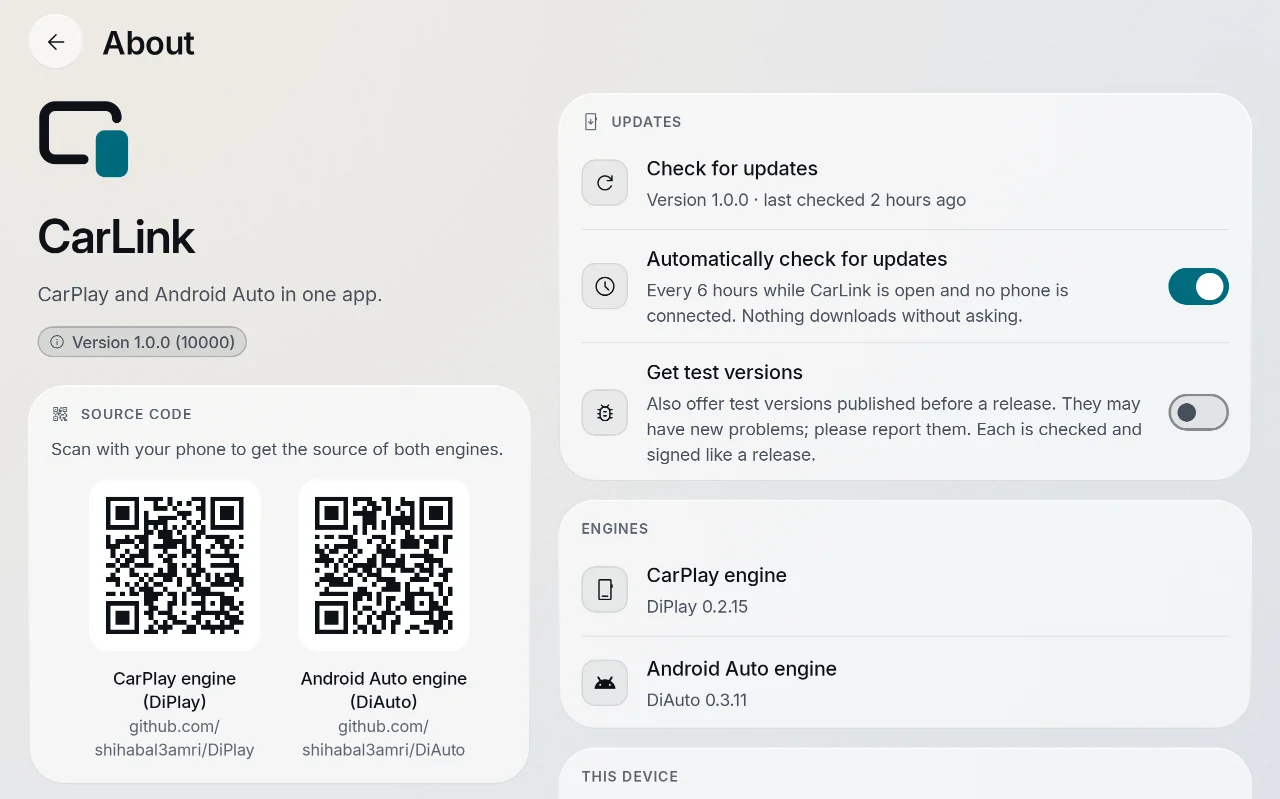 About
CarLink
CarPlay and Android Auto in one app.
Version 1.0.0 (10000)
SOURCE CODE
Scan with your phone to get the source of both engines.
CarPlay engine
(DiPlay)
github.com/
shihabal3amri/DiPlay
Android Auto engine
(DiAuto)
github.com/
shihabal3amri/DiAuto
UPDATES
Check for updates
Version 1.0.0 · last checked 2 hours ago
Automatically check for updates
Every 6 hours while CarLink is open and no phone is
connected. Nothing downloads without asking.
Get test versions
Also offer test versions published before a release. They may
have new problems; please report them. Each is checked and
signed like a release.
ENGINES
CarPlay engine
DiPlay 0.2.15
Android Auto engine
DiAuto 0.3.11
THIS DEVICE